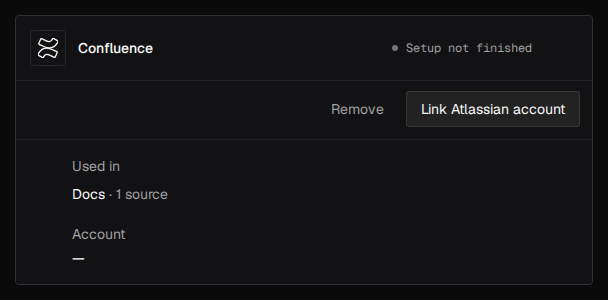 Confluence
Setup not finished
Remove
Link Atlassian account
Used in
Docs · 1 source
Account
—